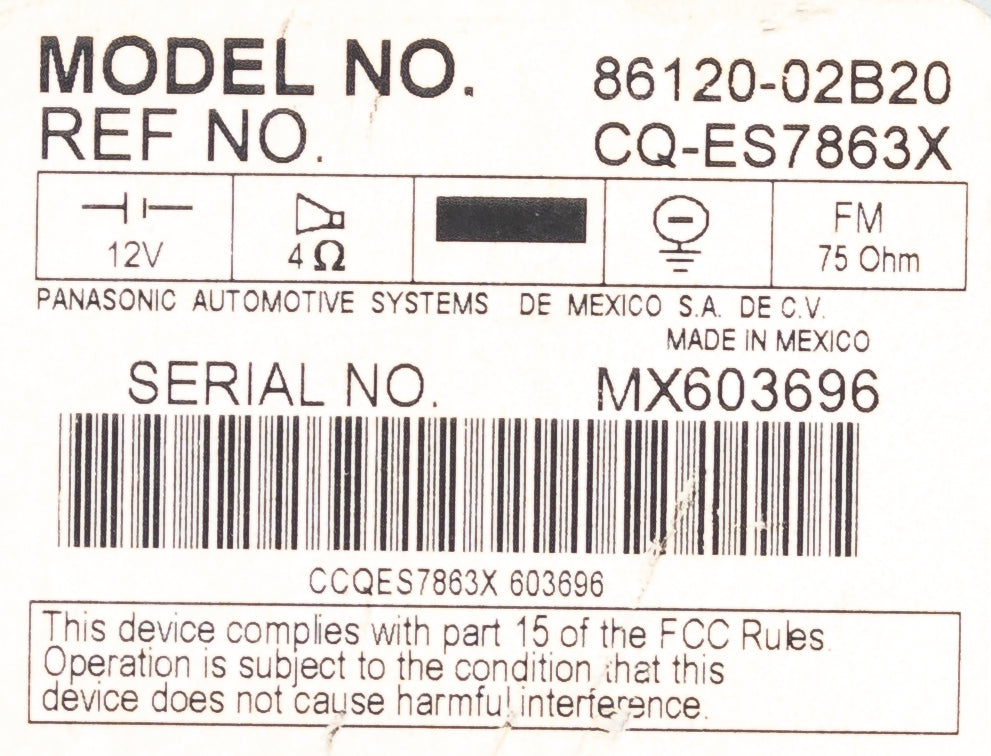 MODEL NO. 86120-02B20
REF NO. CQ-ES7863X
12V 4 Ω FM
75 Ohm
PANASONIC AUTOMOTIVE SYSTEMS DE MEXICO S.A. DE C.V.
MADE IN MEXICO
SERIAL NO. MX603696
CCQES7863X 603696
This device complies with part 15 of the FCC Rules.
Operation is subject to the condition that this
device does not cause harmful interference.